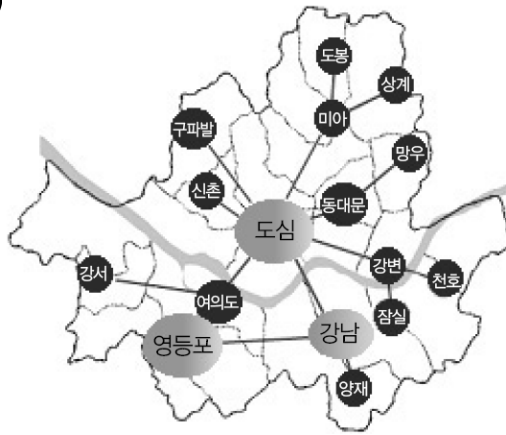 도봉
상계
미아
구파발
망우
신촌
동대문
도심
강서
강변
천호
여의도
잠실
영등포
강남
양재